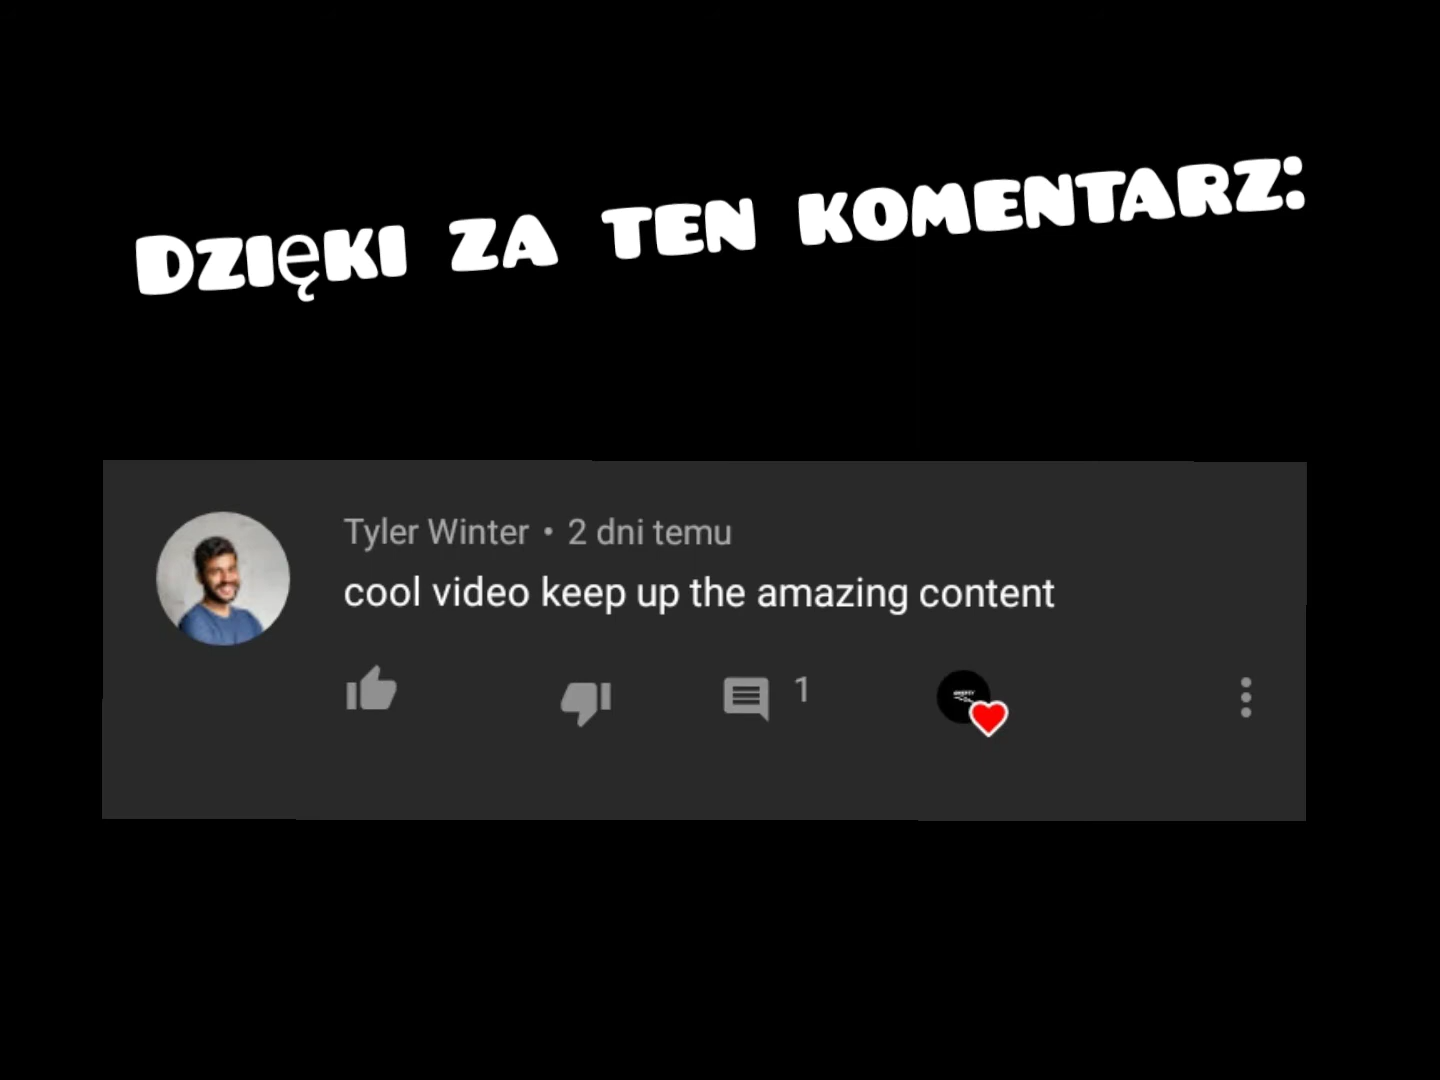 Dzięki za ten komentarz:
Tyler Winter • 2 dni temu
cool video keep up the amazing content
1